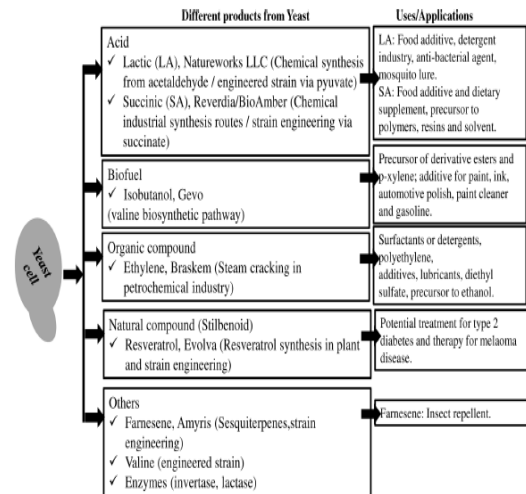 Different products from Yeast
Uses/Applications
Yeast
cell
Acid
✓ Lactic (LA), Natureworks LLC (Chemical synthesis
from acetaldehyde / engineered strain via pyuvate)
✓ Succinic (SA), Reverdia/BioAmber (Chemical
industrial synthesis routes / strain engineering via
succinate)
LA: Food additive, detergent
industry, anti-bacterial agent,
mosquito lure.
SA: Food additive and dietary
supplement, precursor to
polymers, resins and solvent.
Biofuel
✓ Isobutanol, Gevo
(valine biosynthetic pathway)
Precursor of derivative esters and
p-xylene; additive for paint, ink,
automotive polish, paint cleaner
and gasoline.
Organic compound
✓ Ethylene, Braskem (Steam cracking in
petrochemical industry)
Surfactants or detergents,
polyethylene,
additives, lubricants, diethyl
sulfate, precursor to ethanol.
Natural compound (Stilbenoid)
✓ Resveratrol, Evolva (Resveratrol synthesis in plant
and strain engineering)
Potential treatment for type 2
diabetes and therapy for melaoma
disease.
Others
✓ Farnesene, Amyris (Sesquiterpenes,strain
engineering)
✓ Valine (engineered strain)
✓ Enzymes (invertase, lactase)
Farnesene: Insect repellent.